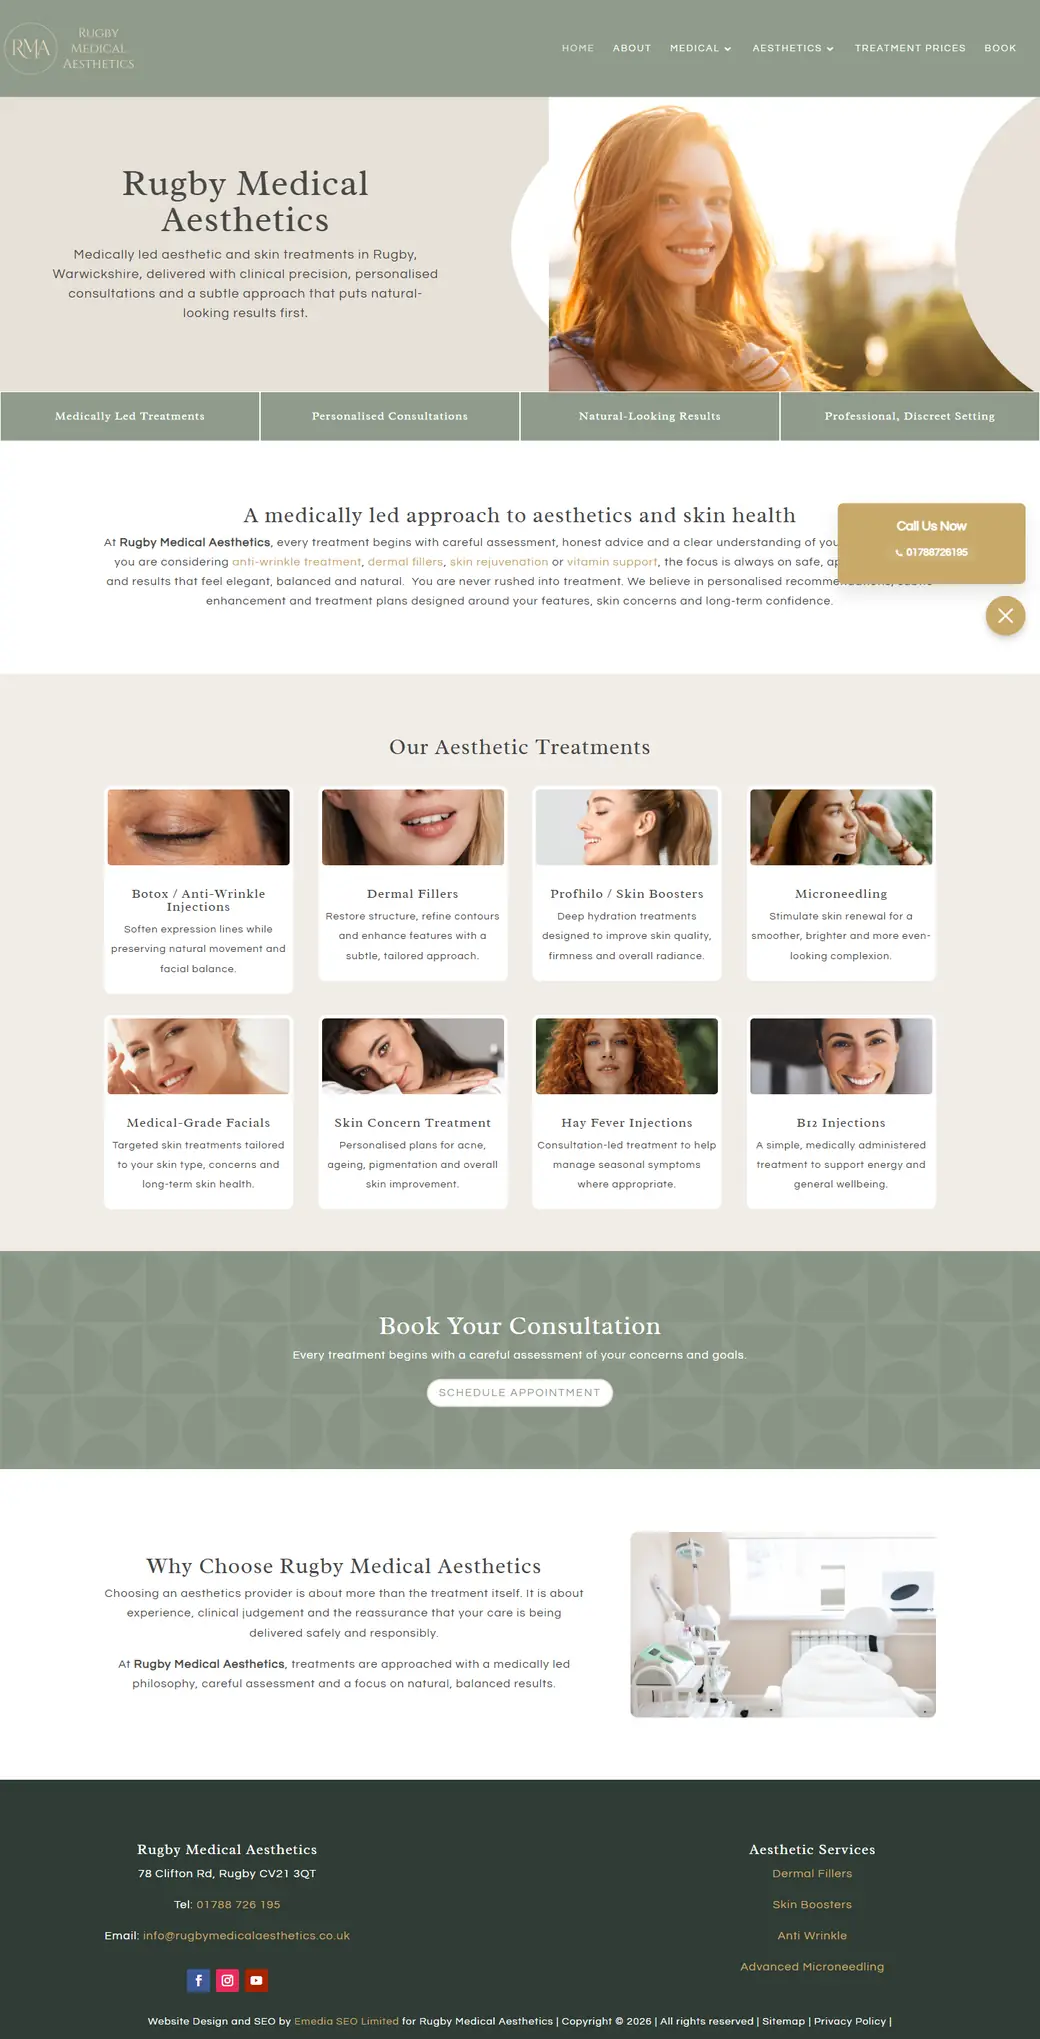 RMA
Rugby
Medical
Aesthetics
HOME
ABOUT
MEDICAL
AESTHETICS
TREATMENT PRICES
BOOK
Rugby Medical
Aesthetics
Medically led aesthetic and skin treatments in Rugby,
Warwickshire, delivered with clinical precision, personalised
consultations and a subtle approach that puts natural-
looking results first.
Medically Led Treatments
Personalised Consultations
Natural-Looking Results
Professional, Discreet Setting
A medically led approach to aesthetics and skin health
At Rugby Medical Aesthetics, every treatment begins with careful assessment, honest advice and a clear understanding of
you are considering anti-wrinkle treatment, dermal fillers, skin rejuvenation or vitamin support, the focus is always on safe,
and results that feel elegant, balanced and natural. You are never rushed into treatment. We believe in personalised
enhancement and treatment plans designed around your features, skin concerns and long-term confidence.
Call Us Now
01788726195
Our Aesthetic Treatments
Botox / Anti-Wrinkle
Injections
Soften expression lines while
preserving natural movement and
facial balance.
Dermal Fillers
Restore structure, refine contours
and enhance features with a
subtle, tailored approach.
Profhilo / Skin Boosters
Deep hydration treatments
designed to improve skin quality,
firmness and overall radiance.
Microneedling
Stimulate skin renewal for a
smoother, brighter and more even-
looking complexion.
Medical-Grade Facials
Targeted skin treatments tailored
to your skin type, concerns and
long-term skin health.
Skin Concern Treatment
Personalised plans for acne,
ageing, pigmentation and overall
skin improvement.
Hay Fever Injections
Consultation-led treatment to help
manage seasonal symptoms
where appropriate.
B12 Injections
A simple, medically administered
treatment to support energy and
general wellbeing.
Book Your Consultation
Every treatment begins with a careful assessment of your concerns and goals.
SCHEDULE APPOINTMENT
Why Choose Rugby Medical Aesthetics
Choosing an aesthetics provider is about more than the treatment itself. It is about
experience, clinical judgement and the reassurance that your care is being
delivered safely and responsibly.
At Rugby Medical Aesthetics, treatments are approached with a medically led
philosophy, careful assessment and a focus on natural, balanced results.
Rugby Medical Aesthetics
78 Clifton Rd, Rugby CV21 3QT
Tel: 01788 726 195
Email: info@rugbymedicalaesthetics.co.uk
Aesthetic Services
Dermal Fillers
Skin Boosters
Anti Wrinkle
Advanced Microneedling
Website Design and SEO by Emedia SEO Limited for Rugby Medical Aesthetics | Copyright © 2026 | All rights reserved | Sitemap | Privacy Policy |